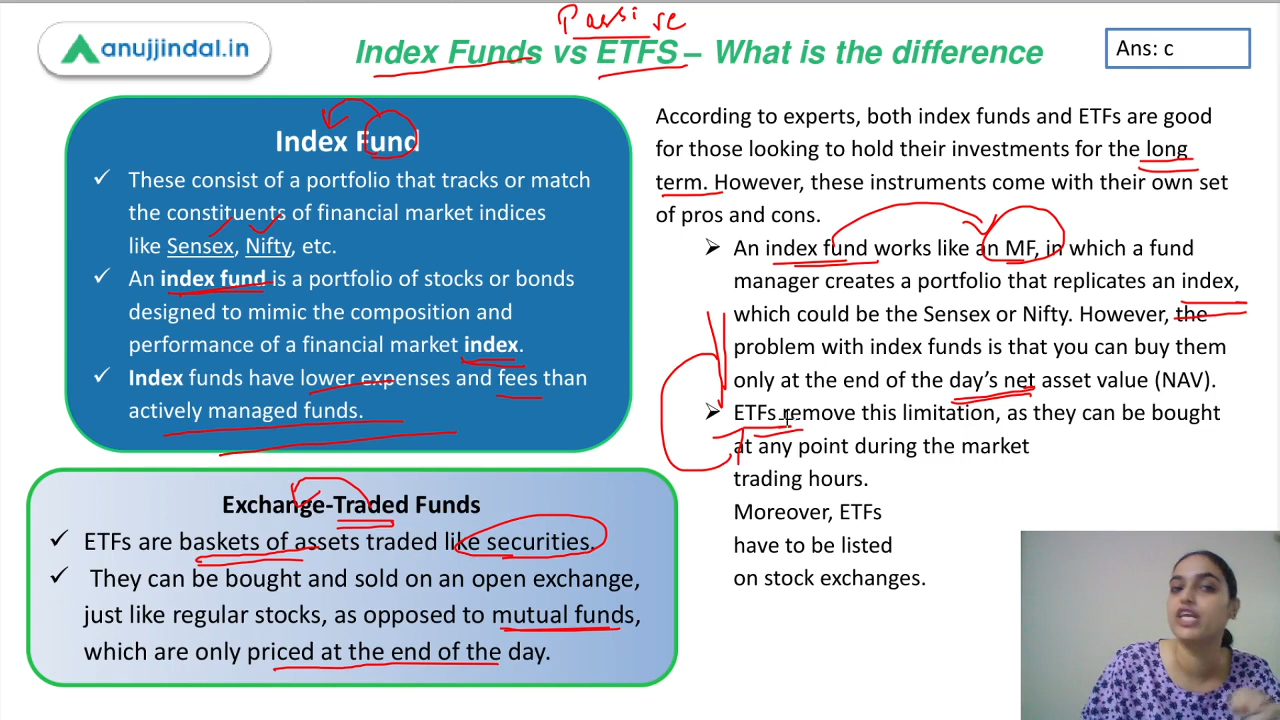 Passive
anujjindal.in
Index Funds vs ETFS – What is the difference
Ans: c
Index Fund
These consist of a portfolio that tracks or match
the constituents of financial market indices
like Sensex, Nifty, etc.
An index fund is a portfolio of stocks or bonds
designed to mimic the composition and
performance of a financial market index.
Index funds have lower expenses and fees than
actively managed funds.
Exchange-Traded Funds
ETFs are baskets of assets traded like securities.
They can be bought and sold on an open exchange,
just like regular stocks, as opposed to mutual funds,
which are only priced at the end of the day.
According to experts, both index funds and ETFs are good
for those looking to hold their investments for the long
term. However, these instruments come with their own set
of pros and cons.
An index fund works like an MF, in which a fund
manager creates a portfolio that replicates an index,
which could be the Sensex or Nifty. However, the
problem with index funds is that you can buy them
only at the end of the day's net asset value (NAV).
ETFs remove this limitation, as they can be bought
at any point during the market
trading hours.
Moreover, ETFs
have to be listed
on stock exchanges.